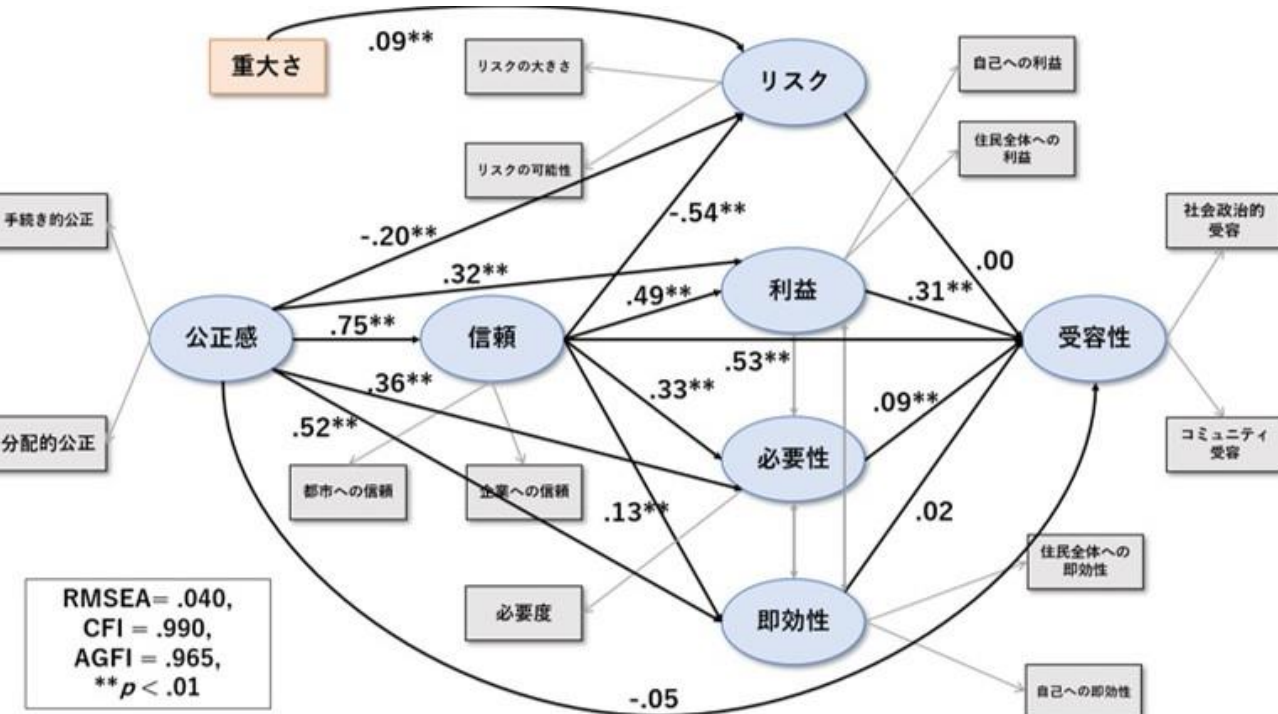 .09**
重大さ
リスクの大きさ
リスク
自己への利益
住民全体への
利益
リスクの可能性
手続き的公正
社会政治的
受容
-.54**
-.20**
.32**
.00
.49**
利益
.31**
.75**
公正感
信頼
受容性
.53**
.36**
.33**
.09**
.52**
分配的公正
コミュニティ
受容
必要性
都市への信頼
企業への信頼
.13**
.02
住民全体への
即効性
必要度
即効性
RMSEA= .040,
CFI = .990,
AGFI = .965,
**p < .01
自己への即効性
-.05